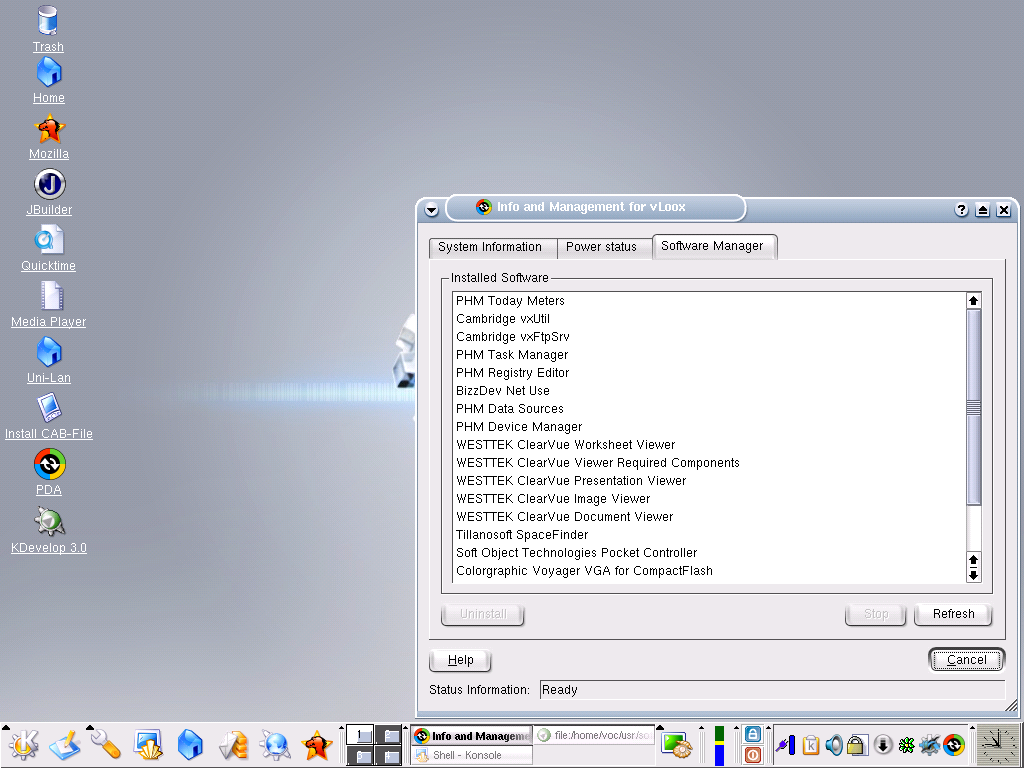 Trash
Home
Mozilla
JBuilder
Quicktime
Media Player
Uni-Lan
Install CAB-File
PDA
KDevelop 3.0
Info and Management for vLoox
System Information
Power status
Software Manager
Installed Software
PHM Today Meters
Cambridge vxUtil
Cambridge vxFtpSrv
PHM Task Manager
PHM Registry Editor
BizzDev Net Use
PHM Data Sources
PHM Device Manager
WESTTEK ClearVue Worksheet Viewer
WESTTEK ClearVue Viewer Required Components
WESTTEK ClearVue Presentation Viewer
WESTTEK ClearVue Image Viewer
WESTTEK ClearVue Document Viewer
Tillanosoft SpaceFinder
Soft Object Technologies Pocket Controller
Colorgraphic Voyager VGA for CompactFlash
Uninstall
Stop
Refresh
Help
Cancel
Status Information:
Ready
1
Info and Manageme
file:/home/voc/usr/so
Shell - Konsole